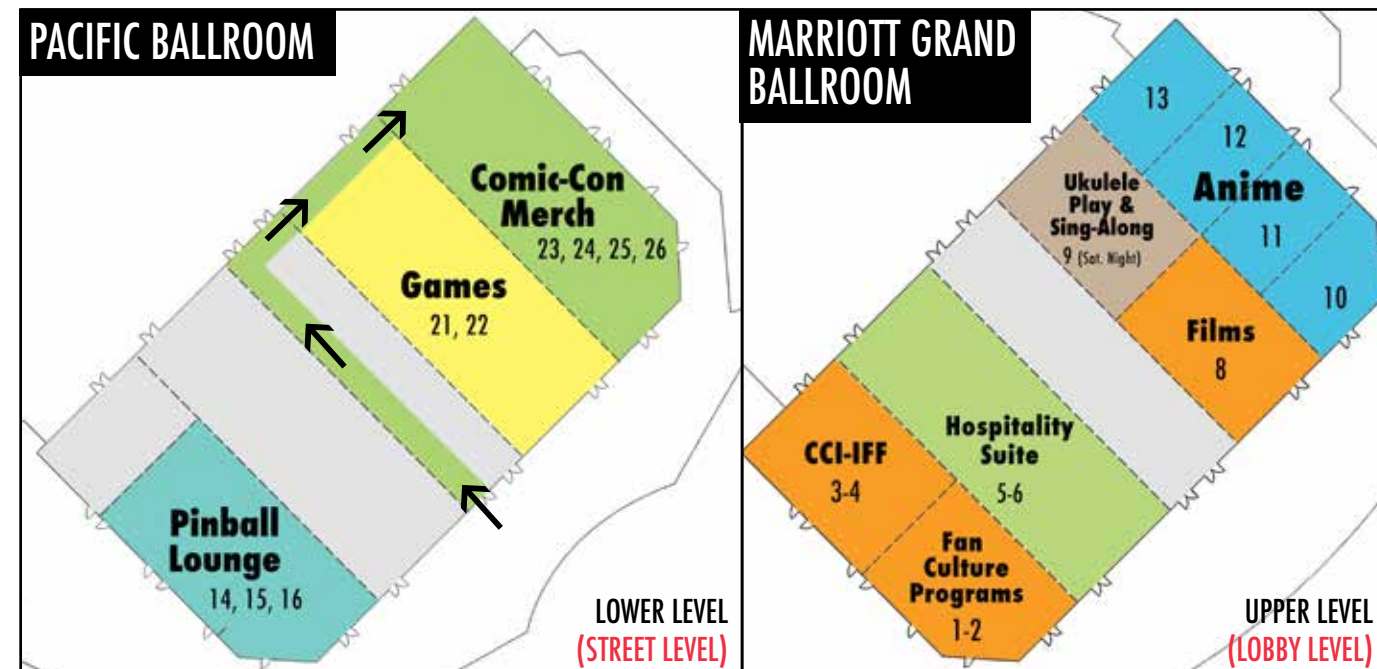 PACIFIC BALLROOM
Comic-Con
Merch
23, 24, 25, 26
Games
21, 22
Pinball
Lounge
14, 15, 16
LOWER LEVEL
(STREET LEVEL)
MARRIOTT GRAND
BALLROOM
13
12
Anime
11
10
Ukulele
Play &
Sing-Along
9 (Sat. Night)
Films
8
Hospitality
Suite
5-6
CCI-IFF
3-4
Fan
Culture
Programs
1-2
UPPER LEVEL
(LOBBY LEVEL)